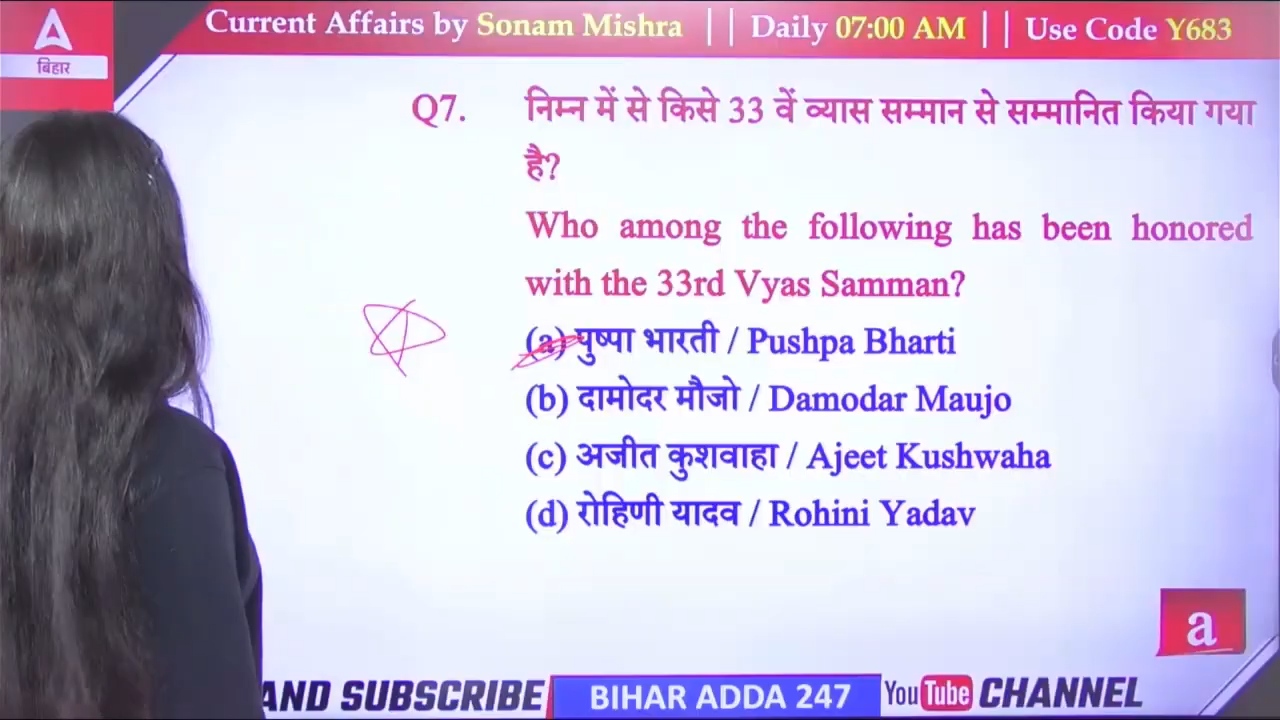 Current Affairs by Sonam Mishra || Daily 07:00 AM || Use Code Y683
बिहार
Q7. निम्न में से किसे 33 वें व्यास सम्मान से सम्मानित किया गया
है?
Who among the following has been honored
with the 33rd Vyas Samman?
(a) पुष्पा भारती / Pushpa Bharti
(b) दामोदर मौजो / Damodar Maujo
(c) अजीत कुशवाहा / Ajeet Kushwaha
(d) रोहिणी यादव / Rohini Yadav
a
AND SUBSCRIBE BIHAR ADDA 247 YouTube CHANNEL